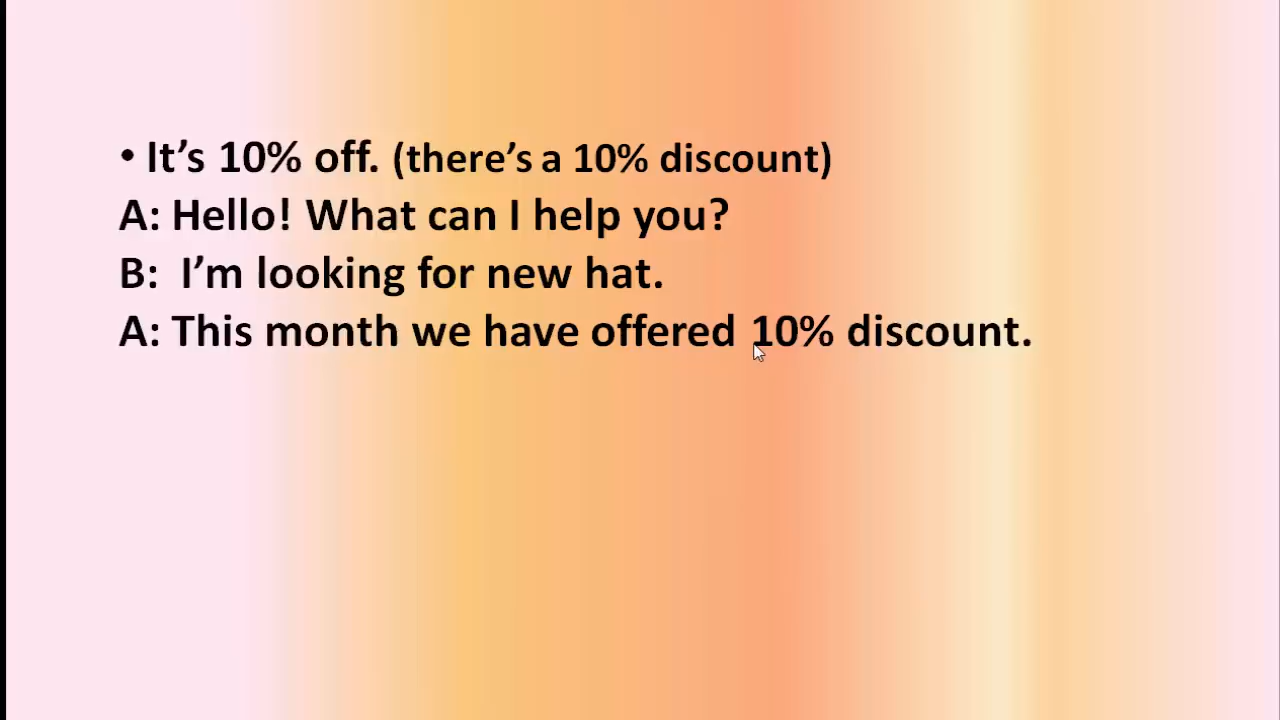 • It's 10% off. (there's a 10% discount)
A: Hello! What can I help you?
B:  I'm looking for new hat.
A: This month we have offered 10% discount.